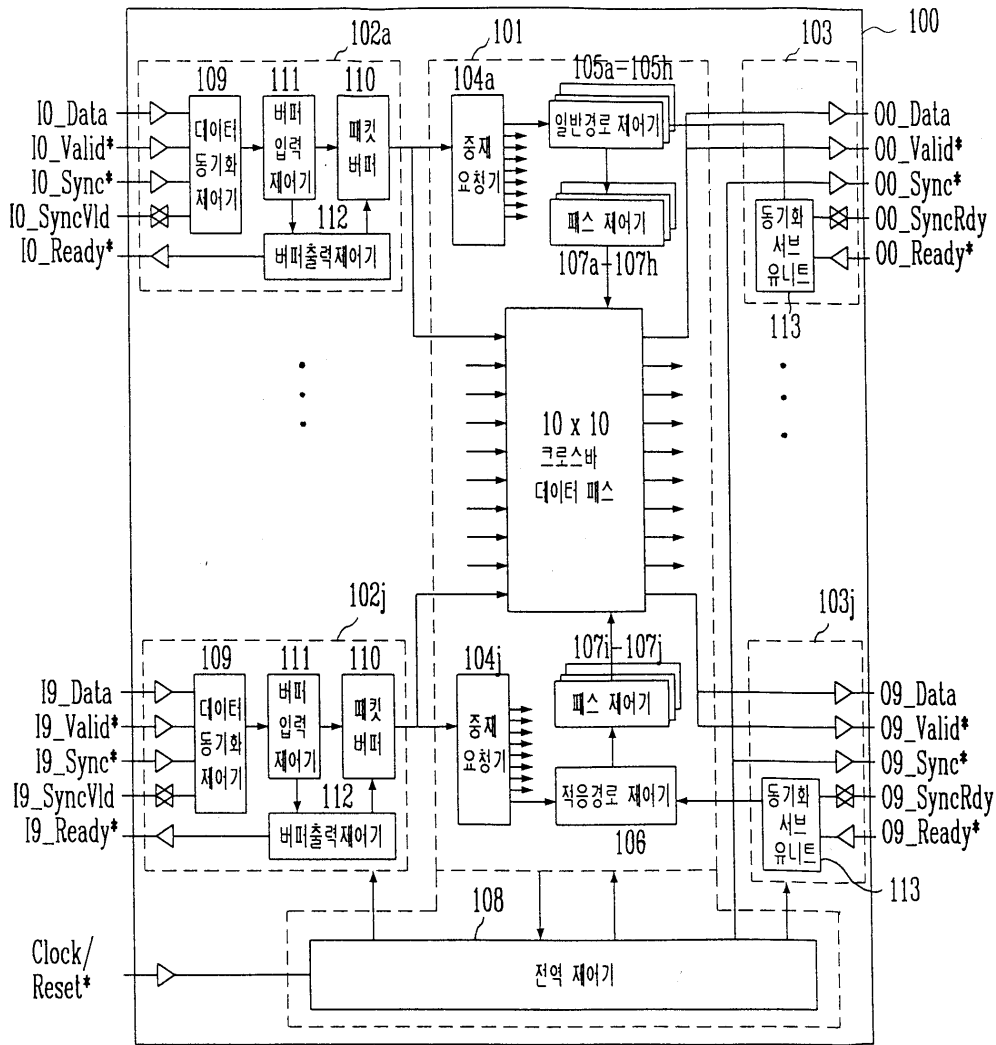 100
102a
101
103
109
111
110
104a
105a-105h
I0_Data
I0_Valid*
I0_Sync*
I0_SyncVld
I0_Ready*
데이터
동기화
제어기
버퍼
입력
제어기
패킷
버퍼
112
버퍼출력제어기
중재
요청기
일반경로 제어기
패스 제어기
107a-107h
O0_Data
O0_Valid*
O0_Sync*
O0_SyncRdy
O0_Ready*
동기화
서브
유니트
113
10 x 10
크로스바
데이터 패스
102j
103j
109
111
110
104j
107i-107j
I9_Data
I9_Valid*
I9_Sync*
I9_SyncVld
I9_Ready*
데이터
동기화
제어기
버퍼
입력
제어기
패킷
버퍼
112
버퍼출력제어기
중재
요청기
패스 제어기
적응경로 제어기
106
O9_Data
O9_Valid*
O9_Sync*
O9_SyncRdy
O9_Ready*
동기화
서브
유니트
113
108
Clock/
Reset*
전역 제어기